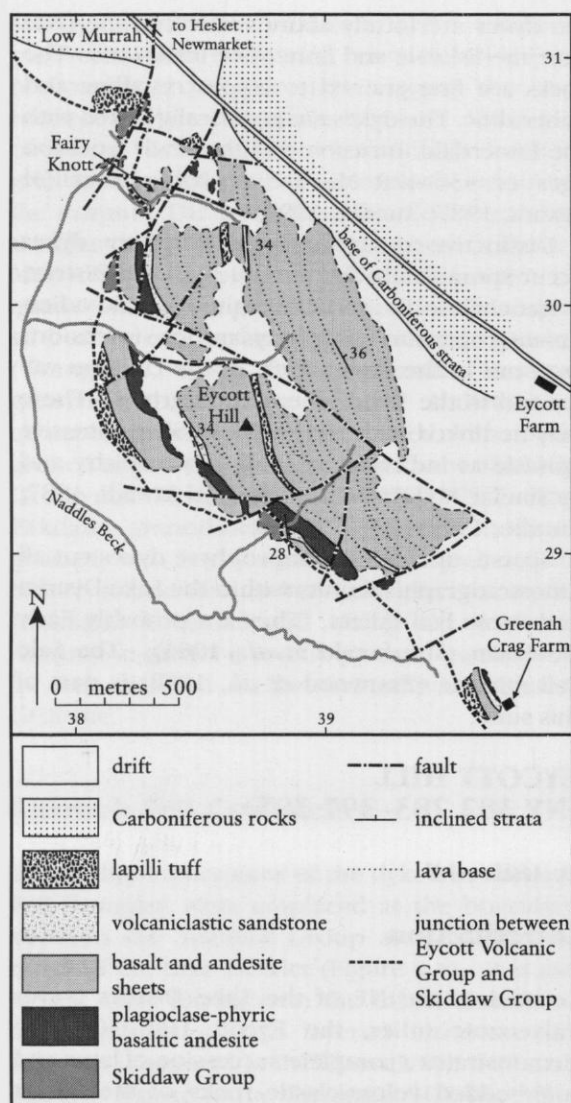 to Hesket
Newmarket
Low Murrah
31
Fairy
Knott
34
base of Carboniferous strata
30
36
Eycott
Farm
Eycott
Hill
34
Naddles Beck
28
29
Greenah
Crag Farm
N
0 metres 500
38
39
drift
fault
Carboniferous rocks
inclined strata
lapilli tuff
lava base
volcaniclastic sandstone
boundary between
Eycott Volcanic
Group and
Skiddaw Group
basalt and andesite
sheets
plagioclase-phyric
basaltic andesite
Skiddaw Group